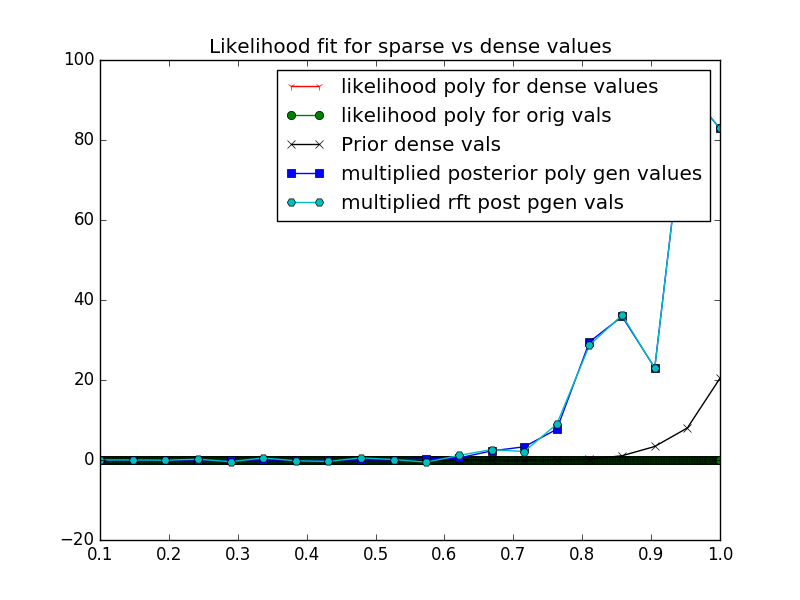 Likelihood fit for sparse vs dense values
100
80
60
40
20
0
−20
likelihood poly for dense values
likelihood poly for orig vals
Prior dense vals
multiplied posterior poly gen values
multiplied rft post pgen vals
0.1 0.2 0.3 0.4 0.5 0.6 0.7 0.8 0.9 1.0